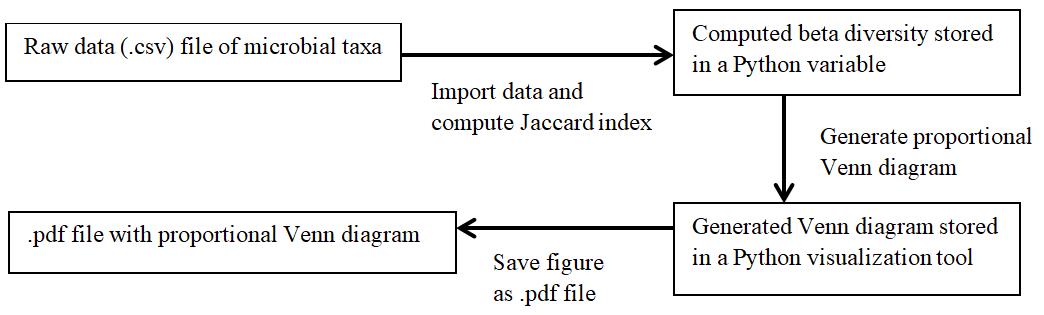 Raw data (.csv) file of microbial taxa
Import data and
compute Jaccard index
Computed beta diversity stored
in a Python variable
Generate proportional
Venn diagram
Generated Venn diagram stored
in a Python visualization tool
Save figure
as .pdf file
.pdf file with proportional Venn diagram